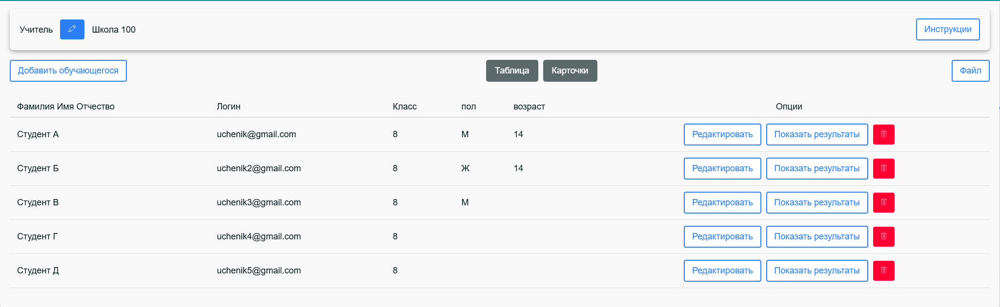 Учитель Школа 100 Инструкции
Добавить обучающегося Таблица Карточки Файл
Фамилия Имя Отчество Логин Класс пол возраст Опции
Студент А uchenik@gmail.com 8 М 14 Редактировать Показать результаты
Студент Б uchenik2@gmail.com 8 Ж 14 Редактировать Показать результаты
Студент В uchenik3@gmail.com 8 М Редактировать Показать результаты
Студент Г uchenik4@gmail.com 8 Редактировать Показать результаты
Студент Д uchenik5@gmail.com 8 Редактировать Показать результаты